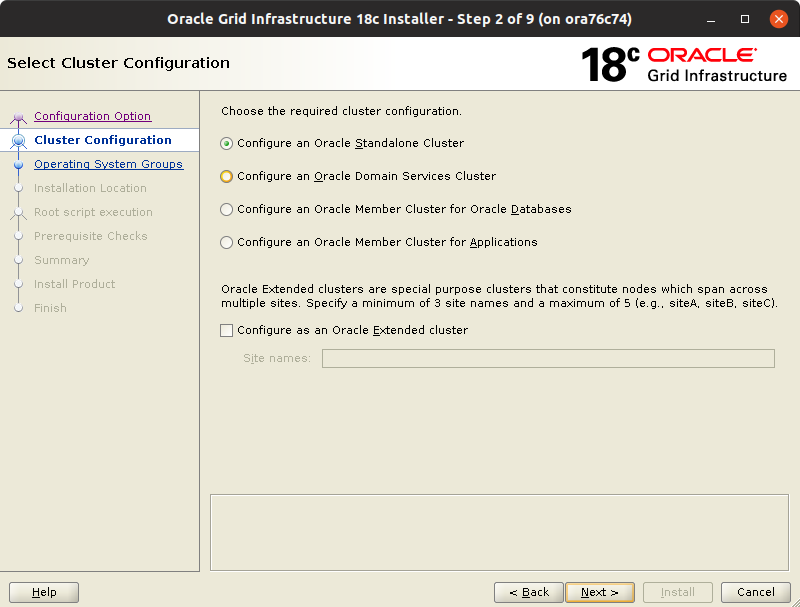 Oracle Grid Infrastructure 18c Installer - Step 2 of 9 (on ora76c74)
Select Cluster Configuration
18c ORACLE
Grid Infrastructure
Configuration Option
Cluster Configuration
Operating System Groups
Installation Location
Root script execution
Prerequisite Checks
Summary
Install Product
Finish
Choose the required cluster configuration.
Configure an Oracle Standalone Cluster
Configure an Oracle Domain Services Cluster
Configure an Oracle Member Cluster for Oracle Databases
Configure an Oracle Member Cluster for Applications
Oracle Extended clusters are special purpose clusters that constitute nodes which span across
multiple sites. Specify a minimum of 3 site names and a maximum of 5 (e.g., siteA, siteB, siteC).
Configure as an Oracle Extended cluster
Site names:
Help
< Back
Next >
Install
Cancel